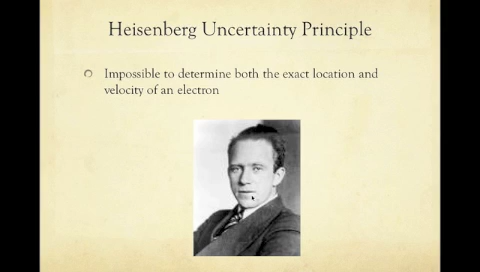 Heisenberg Uncertainty Principle
Impossible to determine both the exact location and
velocity of an electron